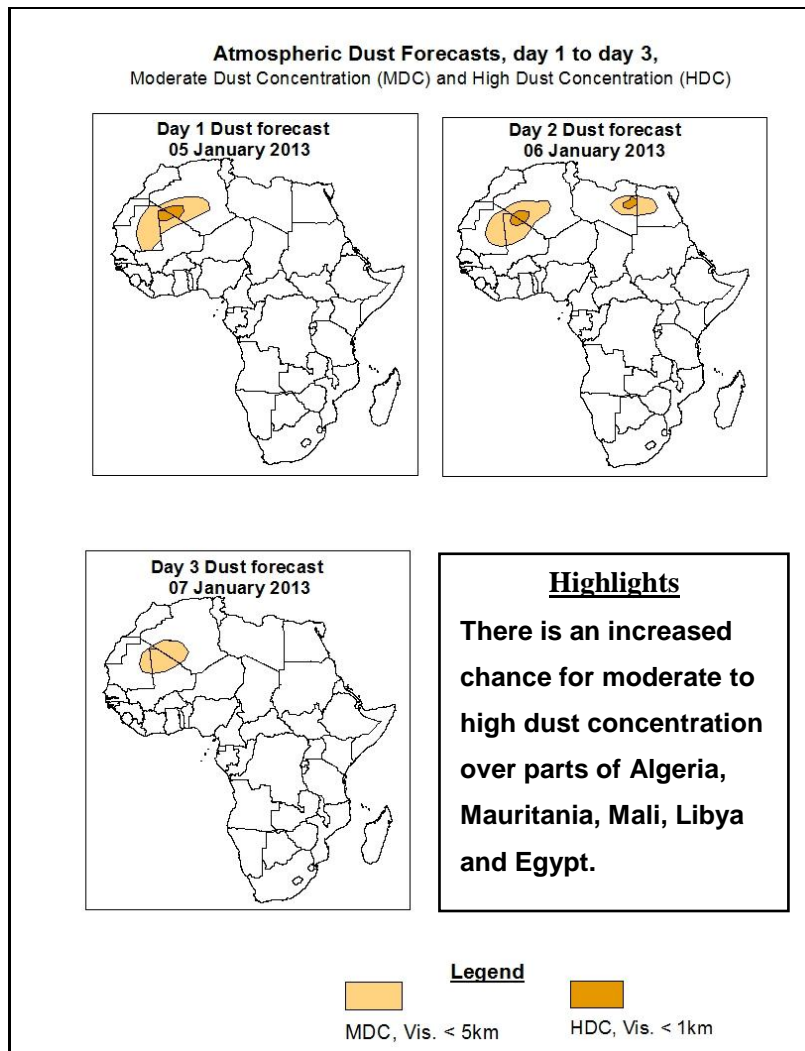 Atmospheric Dust Forecasts, day 1 to day 3,
Moderate Dust Concentration (MDC) and High Dust Concentration (HDC)
Day 1 Dust forecast
05 January 2013
Day 2 Dust forecast
06 January 2013
Day 3 Dust forecast
07 January 2013
Highlights
There is an increased
chance for moderate to
high dust concentration
over parts of Algeria,
Mauritania, Mali, Libya
and Egypt.
Legend
MDC, Vis. < 5km
HDC, Vis. < 1km